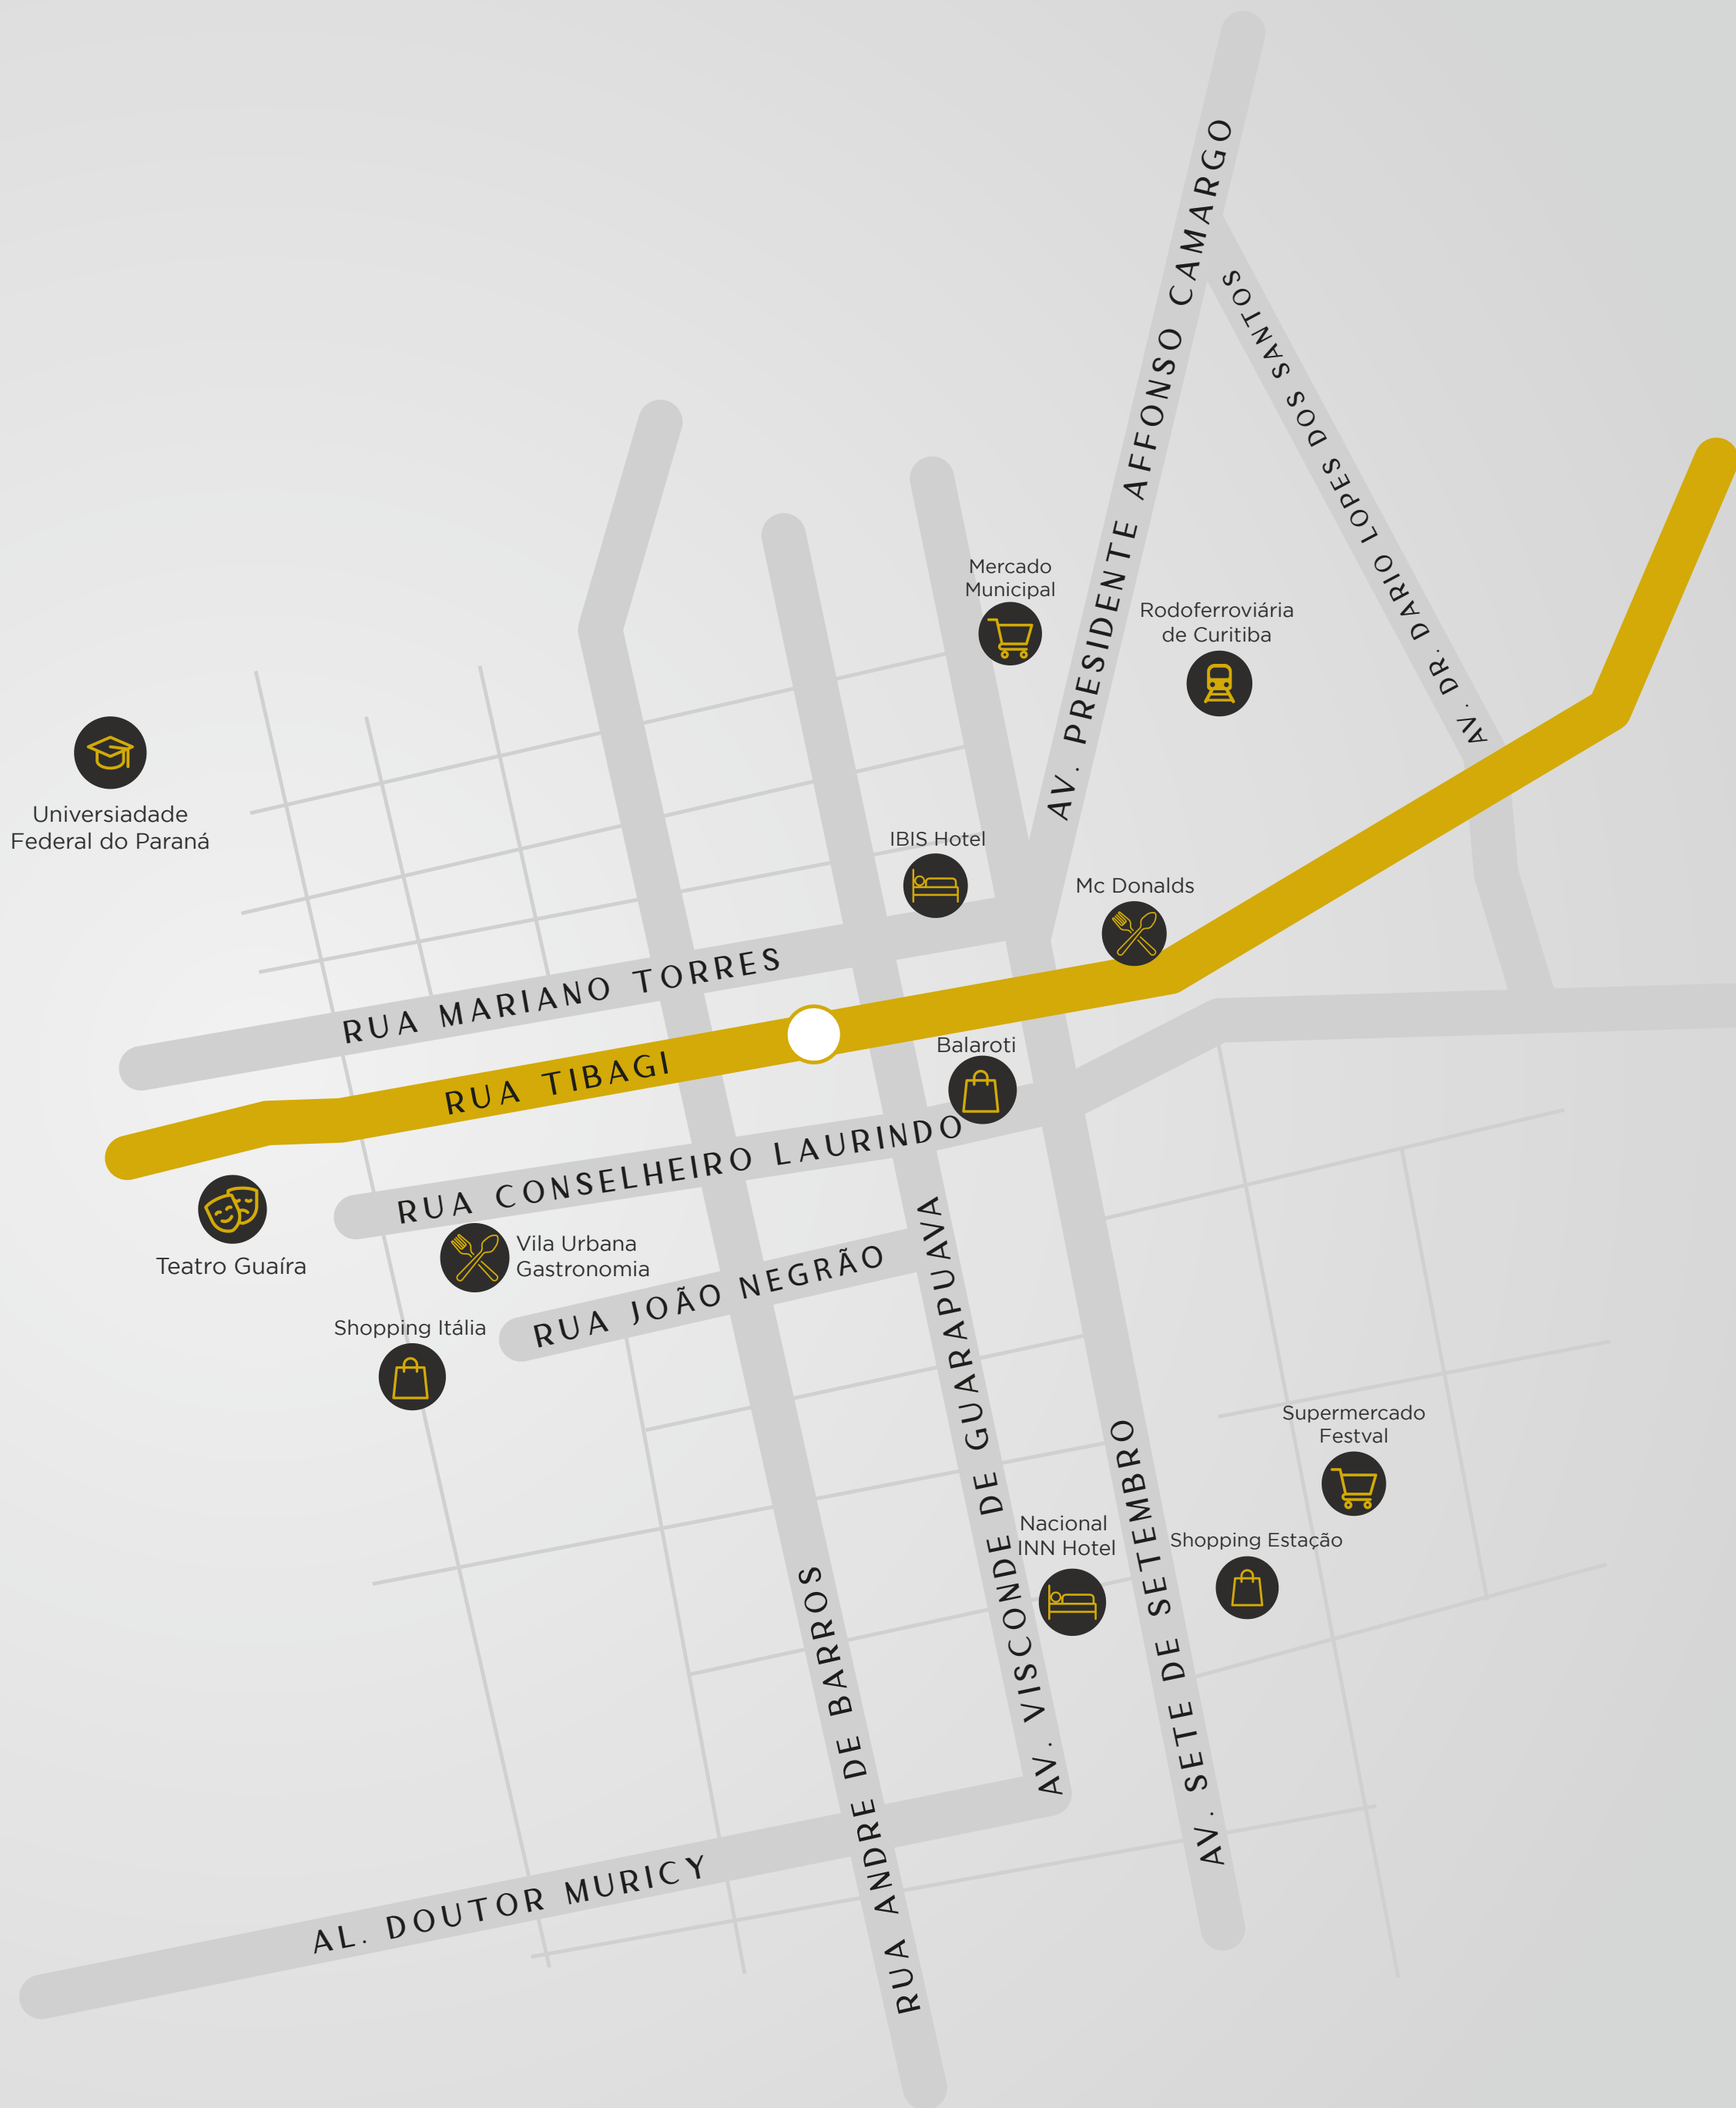 AV. PRESIDENTE AFFONSO CAMARGO
AV. DR. DARIO LOPES DOS SANTOS
Mercado
Municipal
Rodoferroviária
de Curitiba
Universiadade
Federal do Paraná
IBIS Hotel
Mc Donalds
RUA MARIANO TORRES
RUA TIBAGI
Balaroti
RUA CONSELHEIRO LAURINDO
Teatro Guaíra
Vila Urbana
Gastronomia
RUA JOÃO NEGRÃO
Shopping Itália
AV. VISCONDE DE GUARAPUAVA
Supermercado
Festval
AV. SETE DE SETEMBRO
Nacional
INN Hotel
Shopping Estação
RUA ANDRE DE BARROS
AL. DOUTOR MURICY